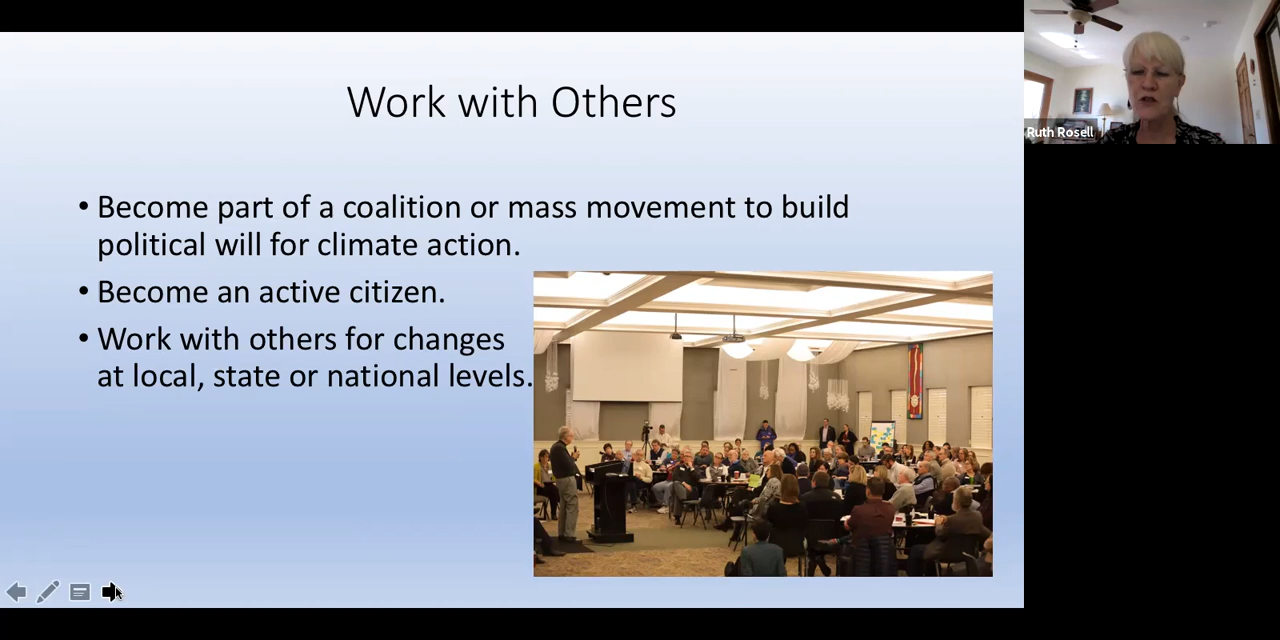 Work with Others
• Become part of a coalition or mass movement to build
political will for climate action.
• Become an active citizen.
• Work with others for changes
at local, state or national levels.
Ruth Rosell